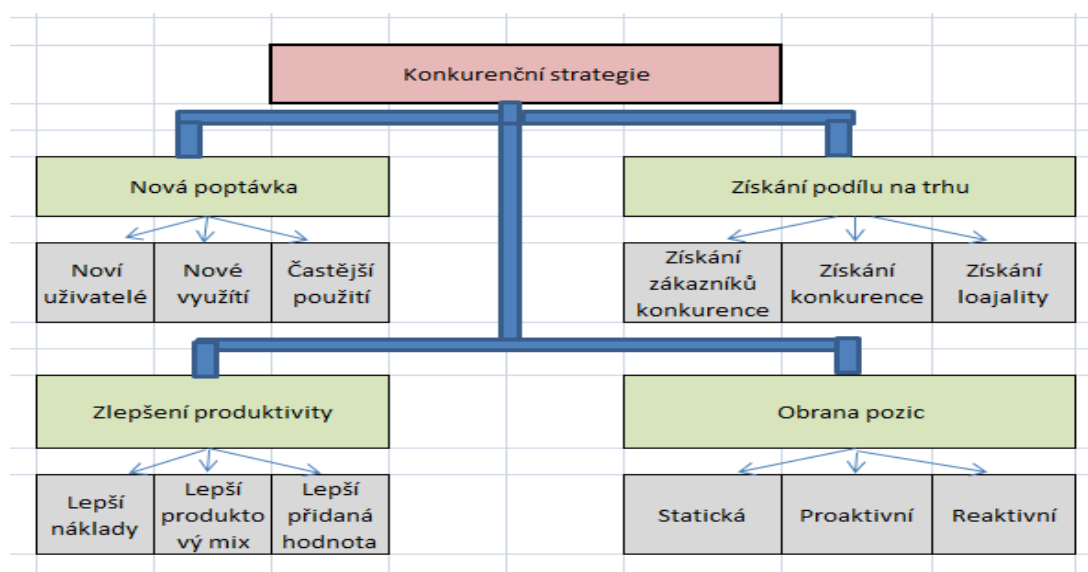 Konkurenční strategie
Nová poptávka
Získání podílu na trhu
Noví
uživatelé
Nové
využítí
Častější
použití
Získání
zákazníků
konkurence
Získání
konkurence
Získání
loajality
Zlepšení produktivity
Obrana pozic
Lepší
náklady
Lepší
produkto
vý mix
Lepší
přidaná
hodnota
Statická
Proaktivní
Reaktivní